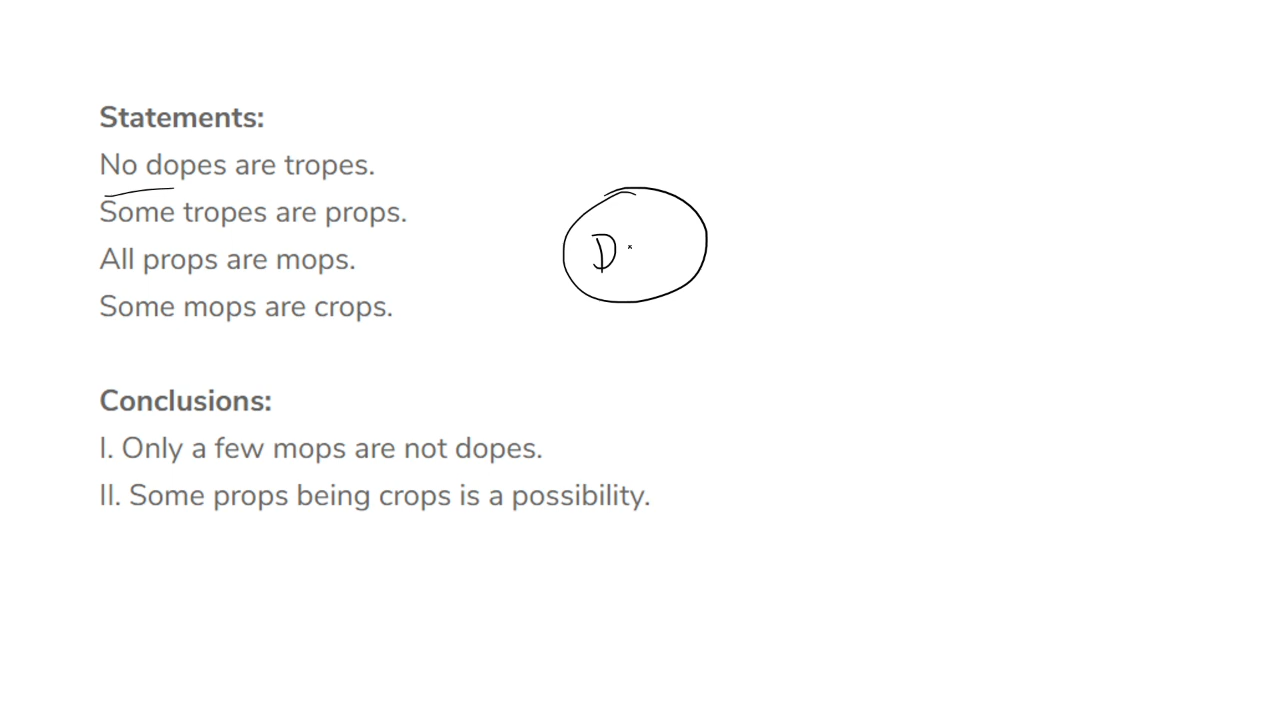 Statements:
No dopes are tropes.
Some tropes are props.
All props are mops.
Some mops are crops.
D
Conclusions:
I. Only a few mops are not dopes.
II. Some props being crops is a possibility.